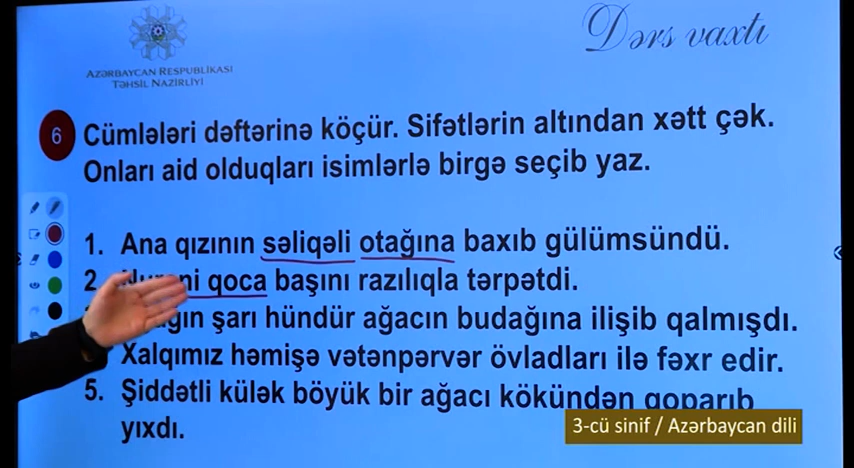 AZƏRBAYCAN RESPUBLİKASI
TƏHSİL NAZİRLİYİ
Dərs vaxtı
6 Cümlələri dəftərinə köçür. Sifətlərin altından xətt çək.
Onları aid olduqları isimlərlə birgə seçib yaz.
1. Ana qızının səliqəli otağına baxıb gülümsündü.
2. qoca başını razılıqla tərpətdi.
şarı hündür ağacın budağına ilişib qalmışdı.
Xalqımız həmişə vətənpərvər övladları ilə fəxr edir.
5. Şiddətli külək böyük bir ağacı kökündən qoparıb
yıxdı.
3-cü sinif / Azərbaycan dili